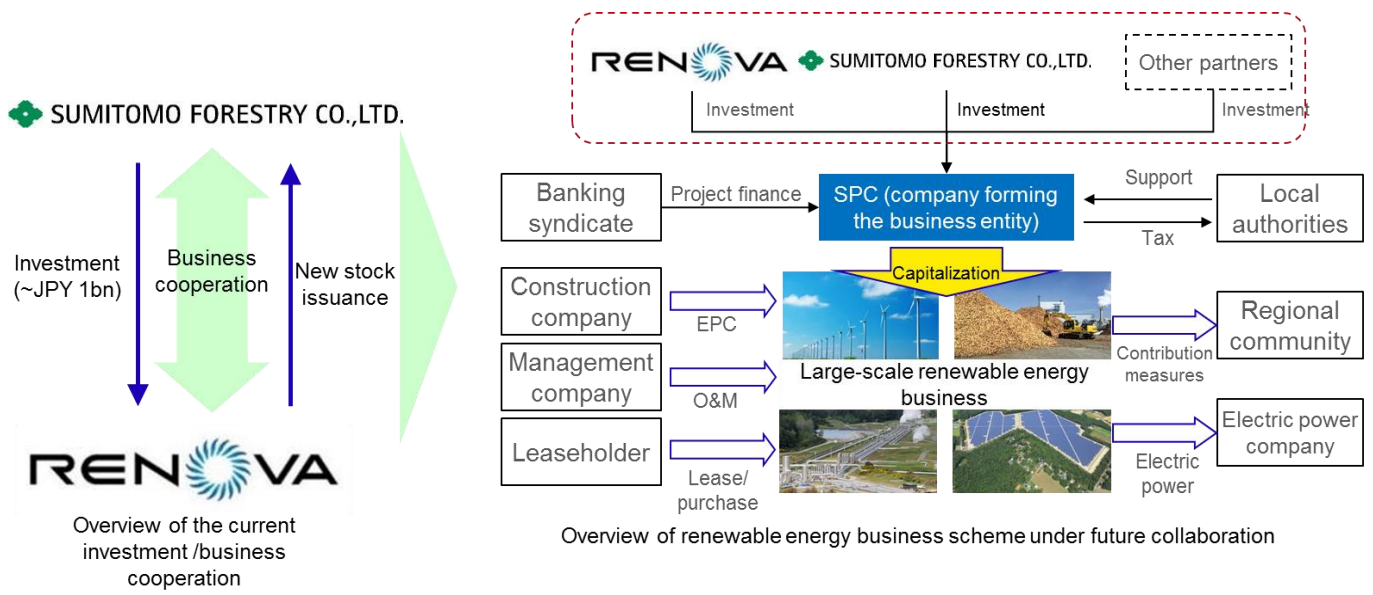 SUMITOMO FORESTRY CO.,LTD.
Investment
(~JPY 1bn)
Business
cooperation
New stock
issuance
RENOVA
Overview of the current
investment /business
cooperation
RENOVA
SUMITOMO FORESTRY CO.,LTD.
Other partners
Investment
Investment
Investment
Banking
syndicate
Project finance
SPC (company forming
the business entity)
Support
Tax
Local
authorities
Capitalization
Construction
company
EPC
Management
company
O&M
Leaseholder
Lease/
purchase
Large-scale renewable energy
business
Contribution
measures
Regional
community
Electric
power
Electric power
company
Overview of renewable energy business scheme under future collaboration